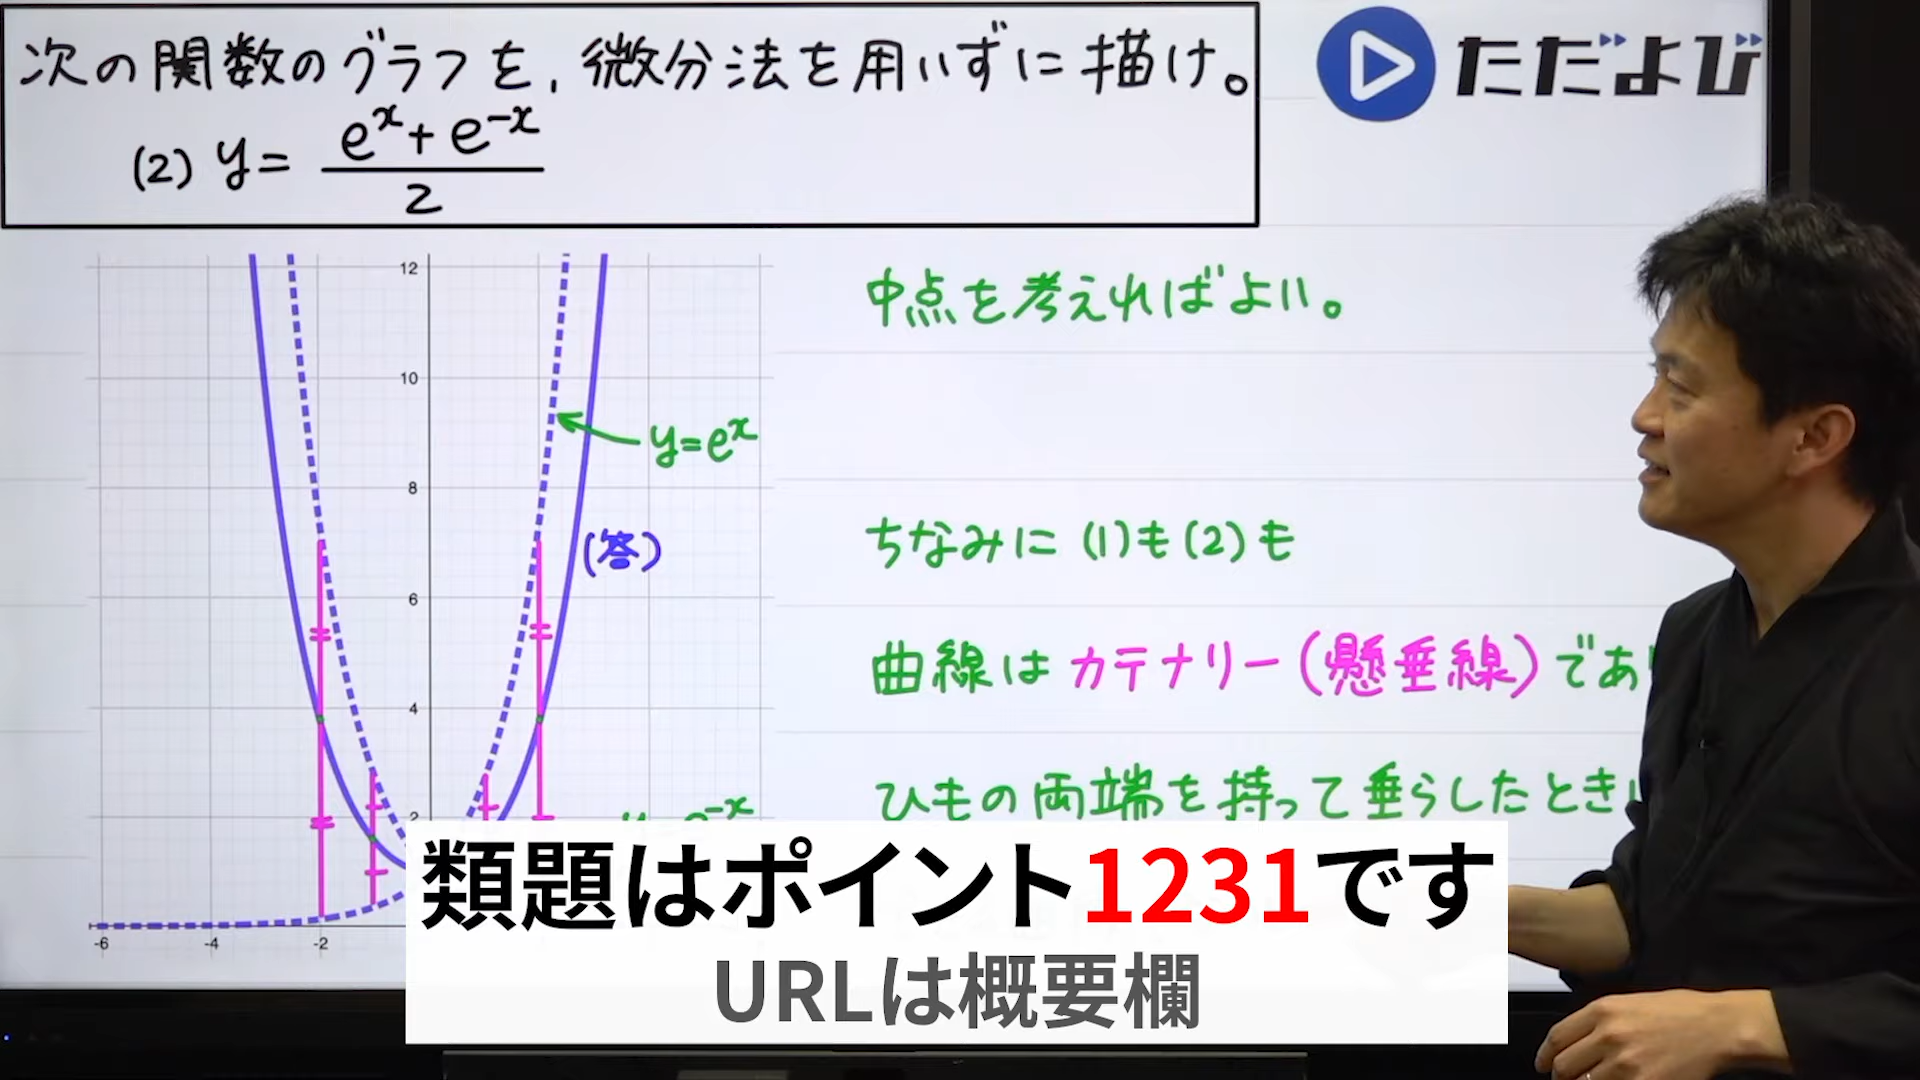 次の関数のグラフを、微分法を用いずに描け。
(2) y = (e^x + e^-x) / 2
ただよび
12
10
8
6
4
2
-6
-4
-2
y=e^x
(答)
中点を考えればよい。
ちなみに (1)も(2)も
曲線は カテナリー(懸垂線)であ
ひもの両端を持って垂らしたとき
類題はポイント1231です
URLは概要欄